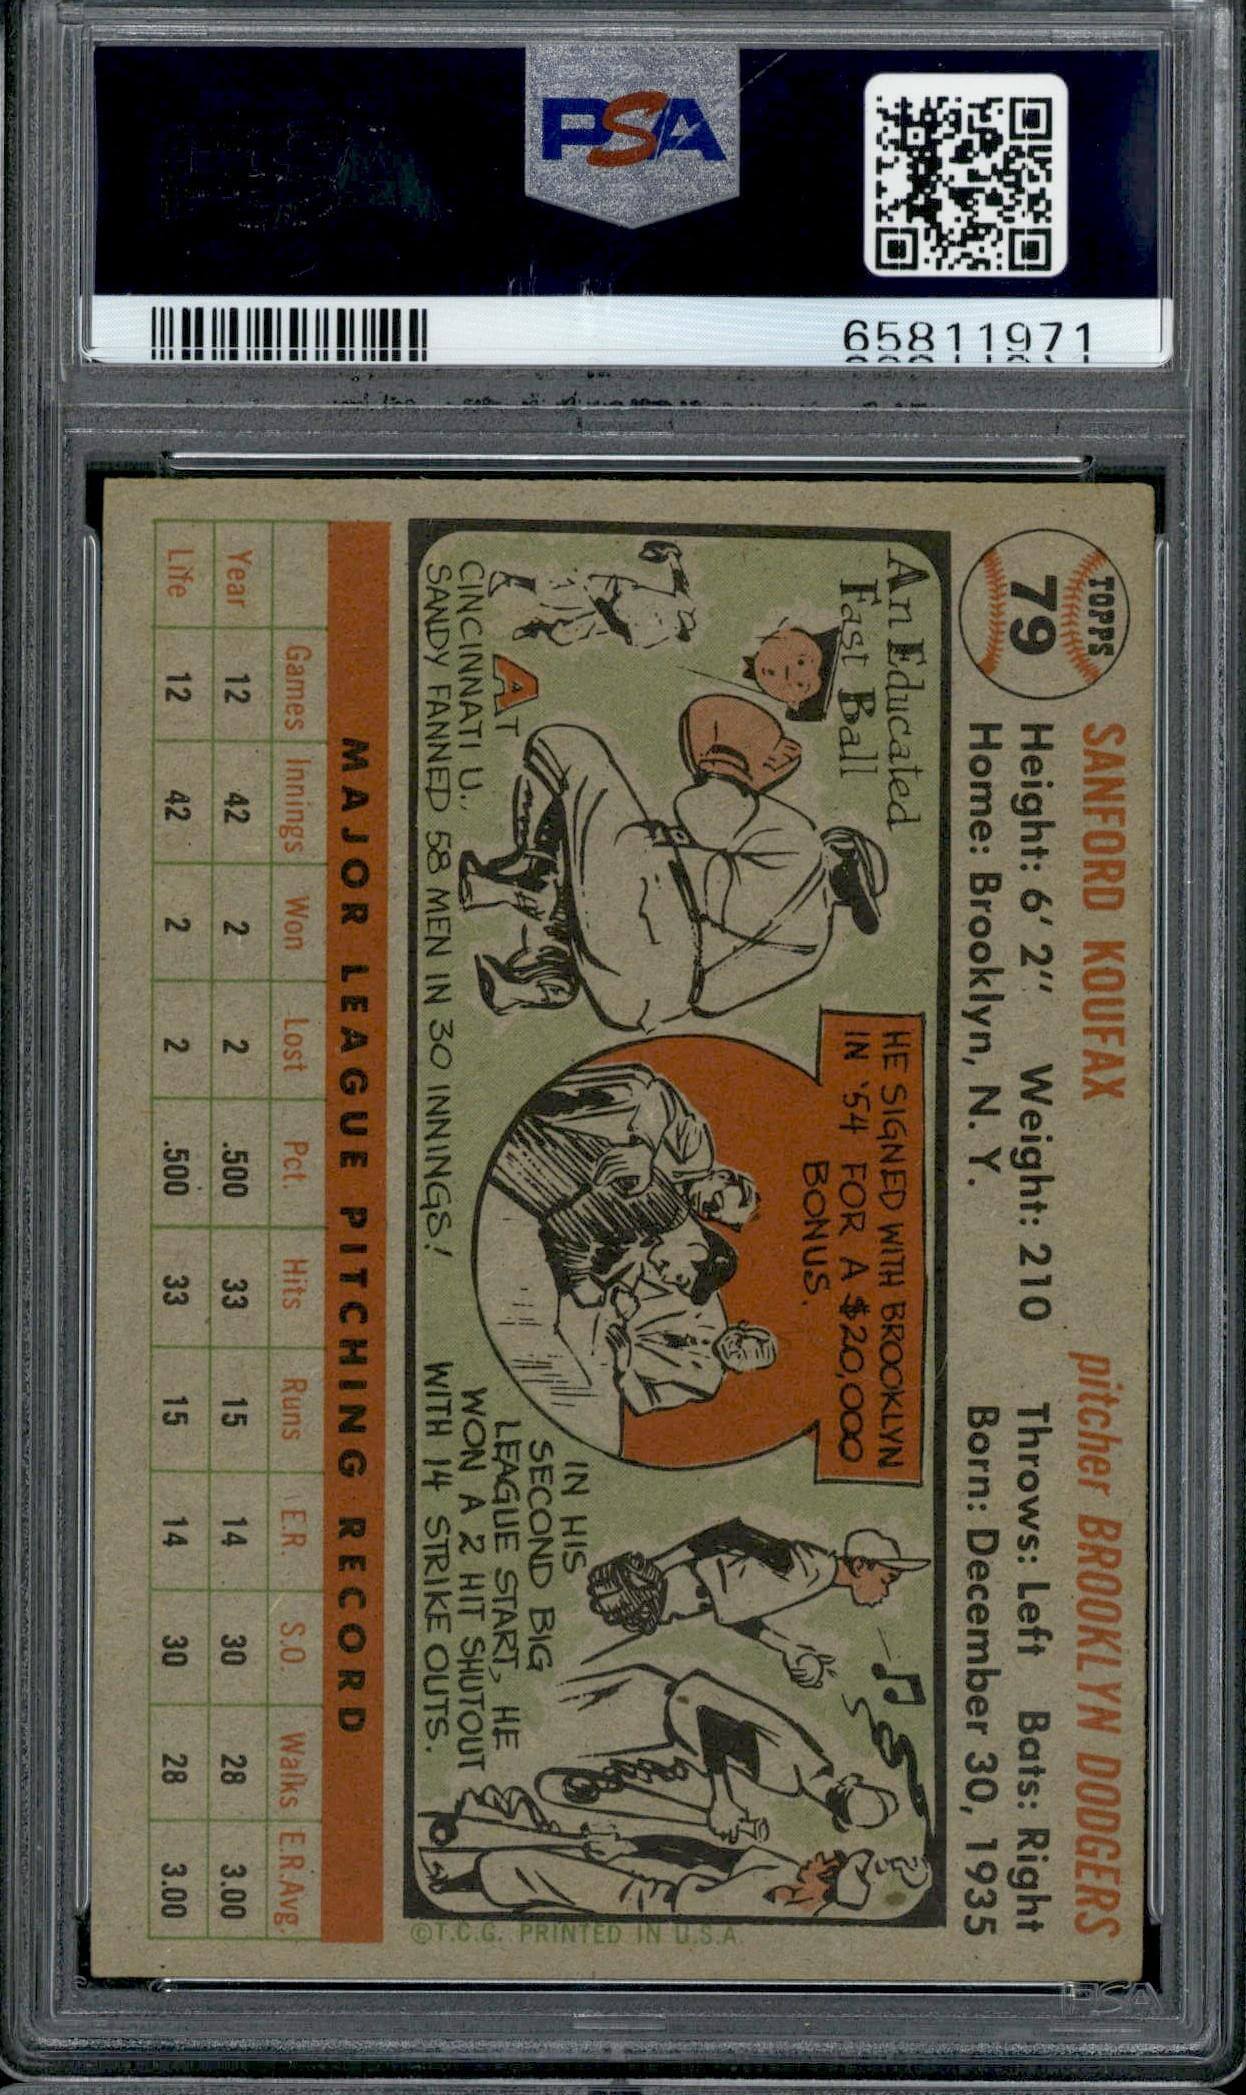 PSA
65811971
TOPPS
79
SANFORD KOUFAX
pitcher BROOKLYN DODGERS
Height: 6' 2" Weight: 210 Throws: Left Bats: Right
Home: Brooklyn, N. Y. Born: December 30, 1935
An Educated
Fast Ball
AT
CINCINNATI U.,
SANDY FANNED 58 MEN IN 30 INNINGS!
HE SIGNED WITH BROOKLYN
IN '54 FOR A $20,000
BONUS.
IN HIS
SECOND BIG
LEAGUE START, HE
WON A 2 HIT SHUTOUT
WITH 14 STRIKE OUTS.
©T.C.G. PRINTED IN U.S.A.
MAJOR LEAGUE PITCHING RECORD
Games Innings Won Lost Pct. Hits Runs E.R. S.O. Walks E.R.Avg.
Year 12 42 2 2 .500 33 15 14 30 28 3.00
Life 12 42 2 2 .500 33 15 14 30 28 3.00
PSA